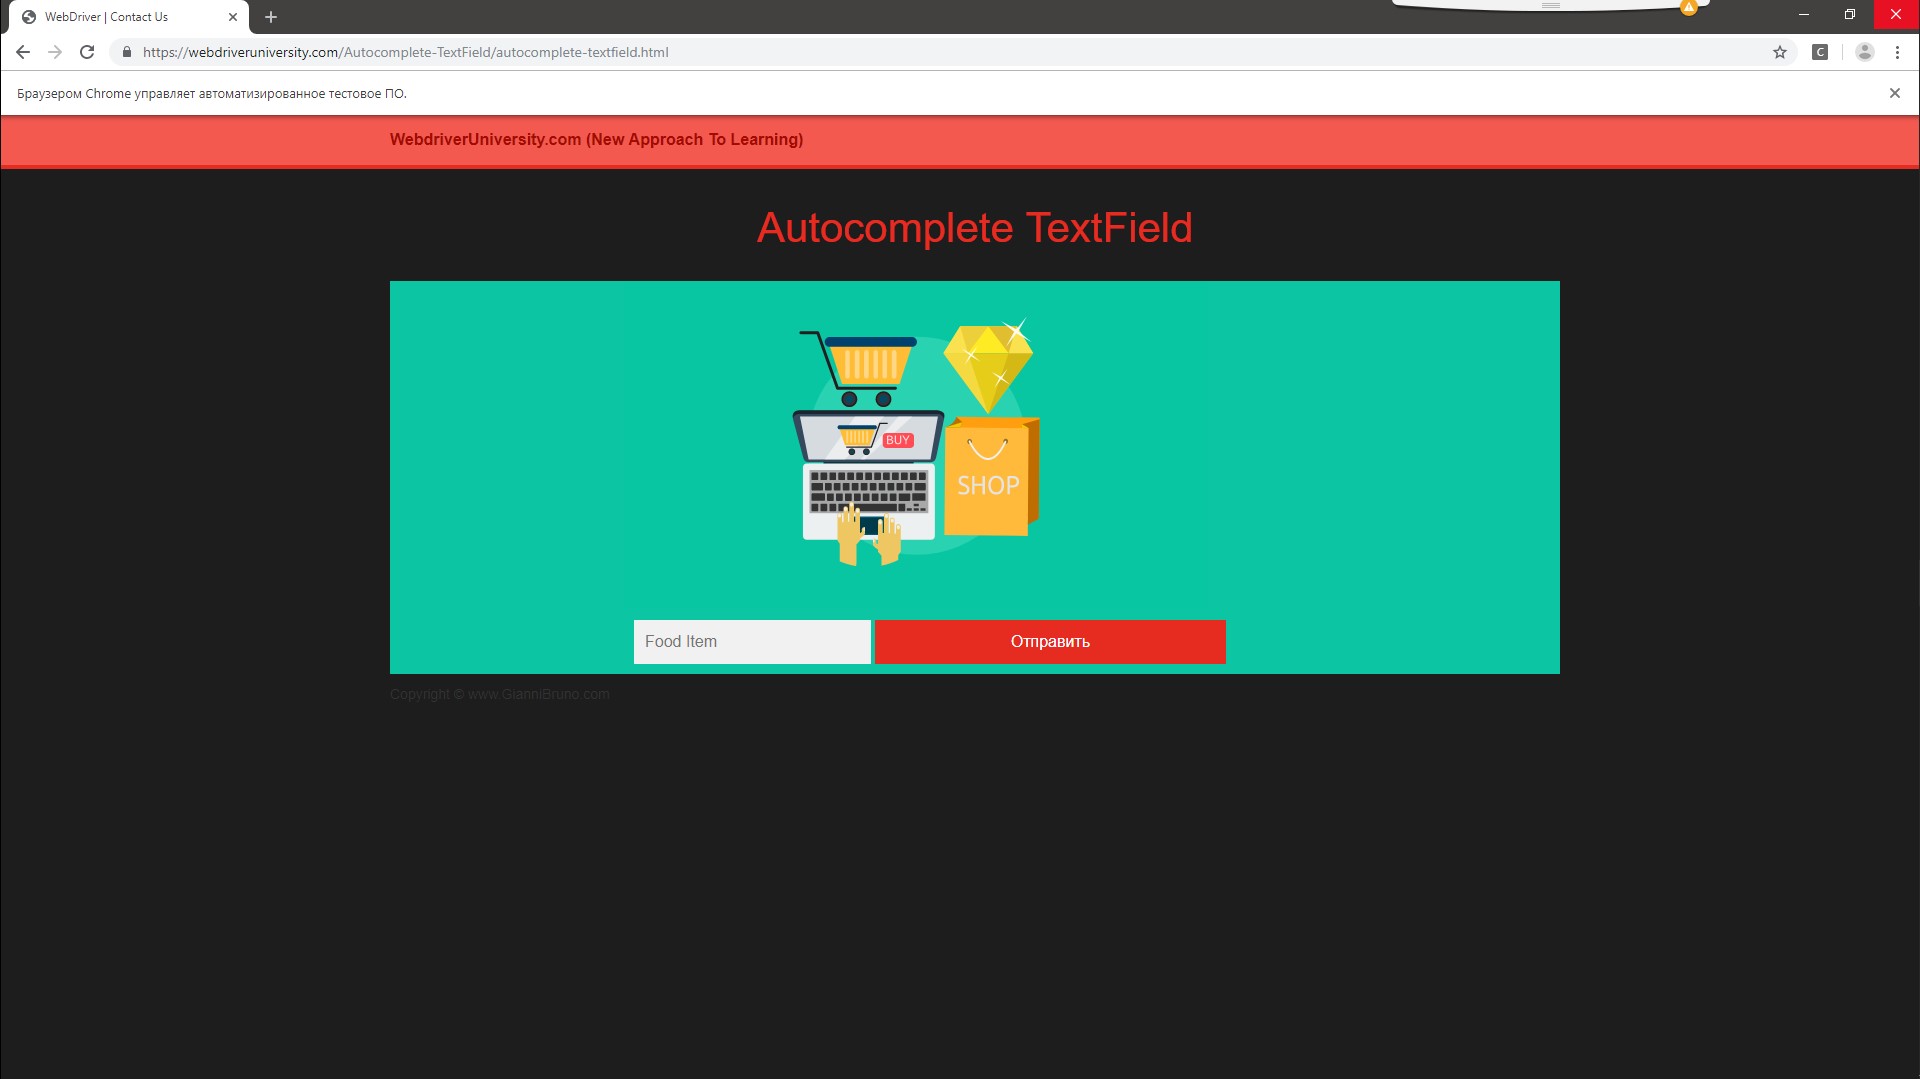 WebDriver | Contact Us
https://webdriveruniversity.com/Autocomplete-TextField/autocomplete-textfield.html
C
Браузером Chrome управляет автоматизированное тестовое ПО.
WebdriverUniversity.com (New Approach To Learning)
Autocomplete TextField
BUY
SHOP
Food Item
Отправить
Copyright © www.GianniBruno.com